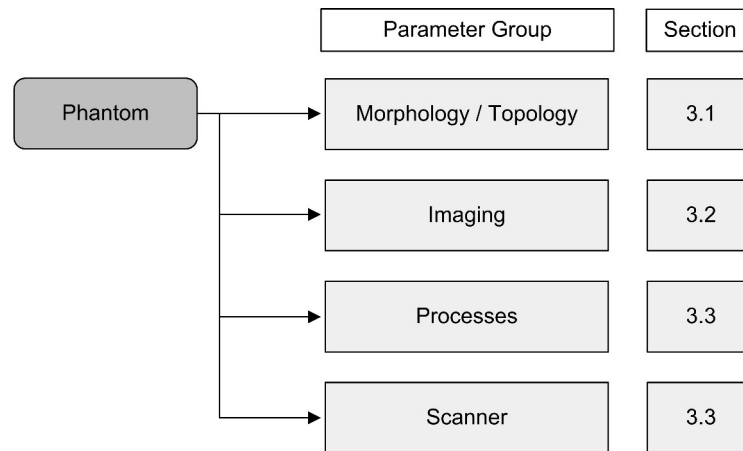 Parameter Group Section
Phantom Morphology / Topology 3.1
Imaging 3.2
Processes 3.3
Scanner 3.3